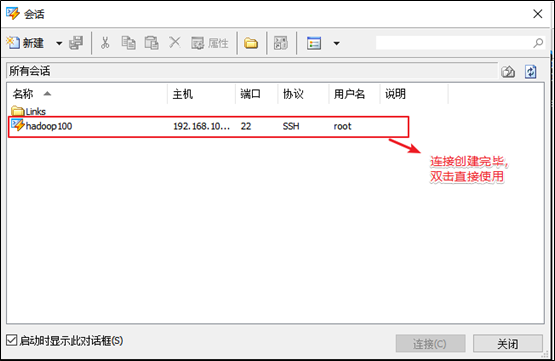 会话
新建 属性
所有会话
名称 主机 端口 协议 用户名 说明
Links
hadoop100 192.168.10... 22 SSH root
连接创建完毕,
双击直接使用
启动时显示此对话框(S)
连接(C) 关闭